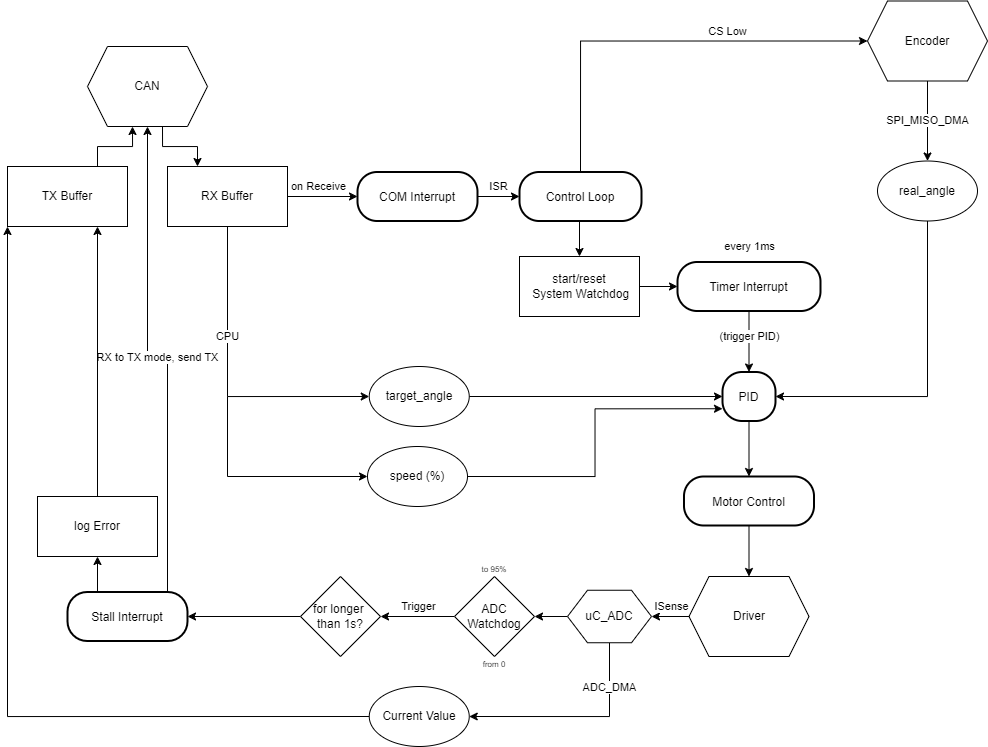 CS Low
Encoder
CAN
SPI_MISO_DMA
TX Buffer
RX Buffer
on Receive
COM Interrupt
ISR
Control Loop
real_angle
every 1ms
start/reset
System Watchdog
Timer Interrupt
CPU
(trigger PID)
RX to TX mode, send TX
target_angle
PID
speed (%)
Motor Control
log Error
to 95%
for longer
than 1s?
Trigger
ADC
Watchdog
uC_ADC
ISense
Driver
Stall Interrupt
from 0
ADC_DMA
Current Value